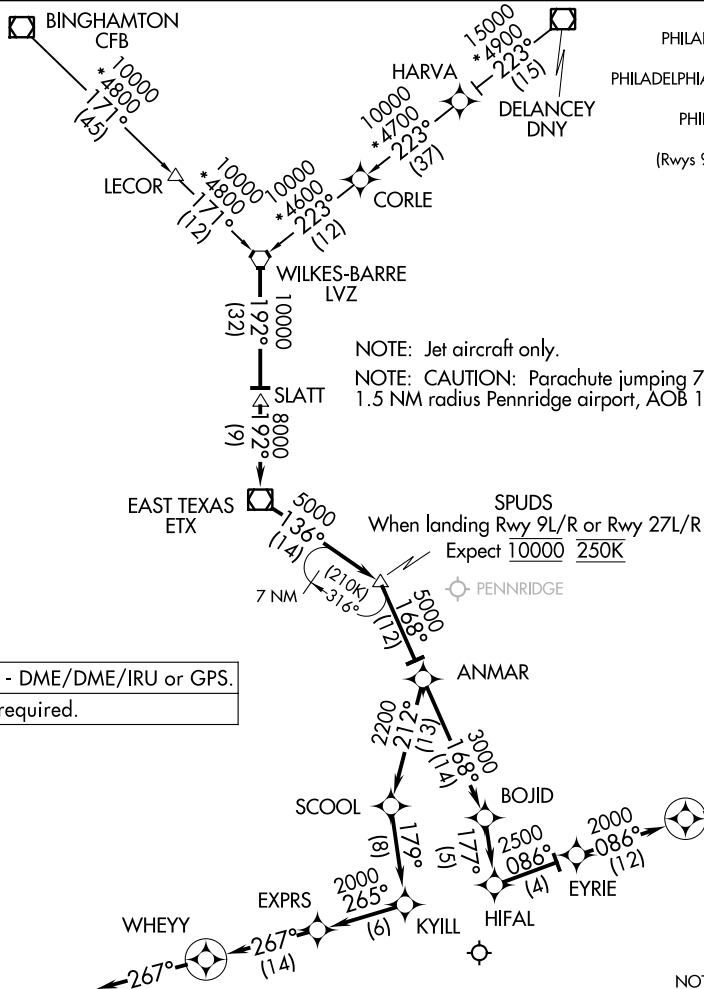 BINGHAMTON
CFB
10000
*4800
171°
(45)
LECOR
10000
*4800
171°
(12)
15000
*4900
223°
(15)
HARVA
DELANCEY
DNY
10000
*4700
223°
(37)
CORLE
10000
*4600
223°
(12)
PHILA
PHILADELPHIA
PHI
(Rwys 9
WILKES-BARRE
LVZ
10000
192°
(32)
NOTE: Jet aircraft only.
NOTE: CAUTION: Parachute jumping 7
1.5 NM radius Pennridge airport, AOB 1
SLATT
8000
192°
(9)
EAST TEXAS
ETX
5000
136°
(14)
SPUDS
When landing Rwy 9L/R or Rwy 27L/R
Expect 10000 250K
(210K)
316°
7 NM
PENNRIDGE
5000
168°
(12)
- DME/DME/IRU or GPS.
required.
ANMAR
2200
212°
(13)
3000
168°
(14)
SCOOL
BOJID
179°
(8)
177°
(5)
2500
086°
(4)
2000
086°
(12)
EYRIE
HIFAL
2000
265°
(6)
KYILL
EXPRS
267°
(14)
WHEYY
267°
NOT